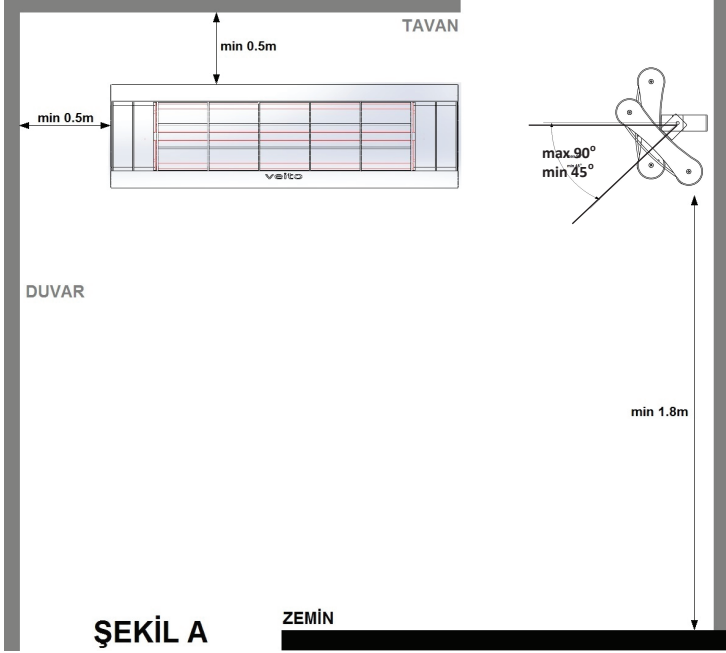 TAVAN
min 0.5m
min 0.5m
veito
max 90°
min 45°
DUVAR
min 1.8m
ŞEKİL A
ZEMİN